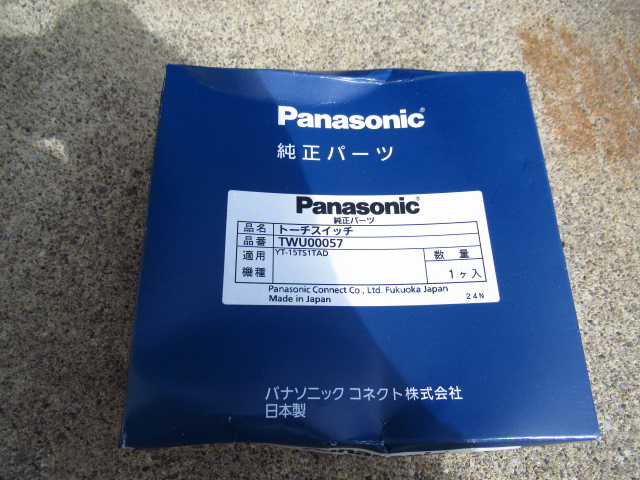 Panasonic®
純正パーツ
Panasonic®
純正パーツ
品名 トーチスイッチ
品番 TWU00057
適用 YT-15TS1TAD 数量
機種 1ヶ入
Panasonic Connect Co., Ltd. Fukuoka Japan
Made in Japan 24N
パナソニック コネクト株式会社
日本製